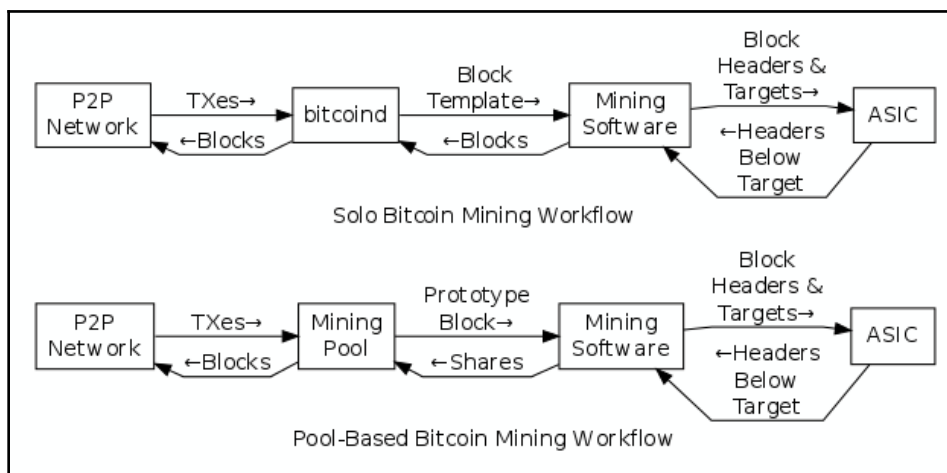 Block
Headers &
Targets→
P2P
Network
TXes→
←Blocks
bitcoind
Block
Template→
←Blocks
Mining
Software
←Headers
Below
Target
ASIC
Solo Bitcoin Mining Workflow
Block
Headers &
Targets→
P2P
Network
TXes→
←Blocks
Mining
Pool
Prototype
Block→
←Shares
Mining
Software
←Headers
Below
Target
ASIC
Pool-Based Bitcoin Mining Workflow